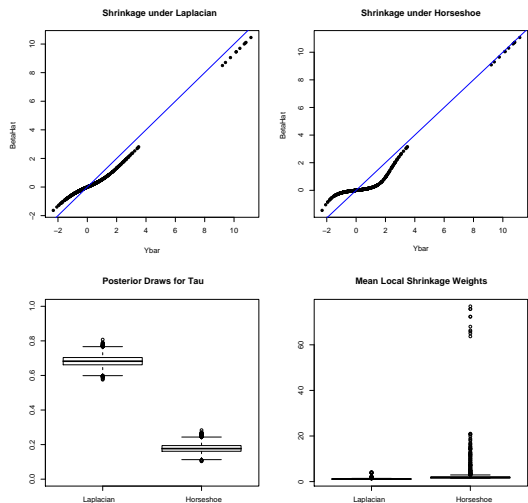 Shrinkage under Laplacian
BetaHat
10
8
6
4
2
0
−2
−2 0 2 4 6 8 10
Ybar
Shrinkage under Horseshoe
BetaHat
10
8
6
4
2
0
−2 0 2 4 6 8 10
Ybar
Posterior Draws for Tau
1.0
0.8
0.6
0.4
0.2
0.0
Laplacian Horseshoe
Mean Local Shrinkage Weights
60
40
20
0
Laplacian Horseshoe